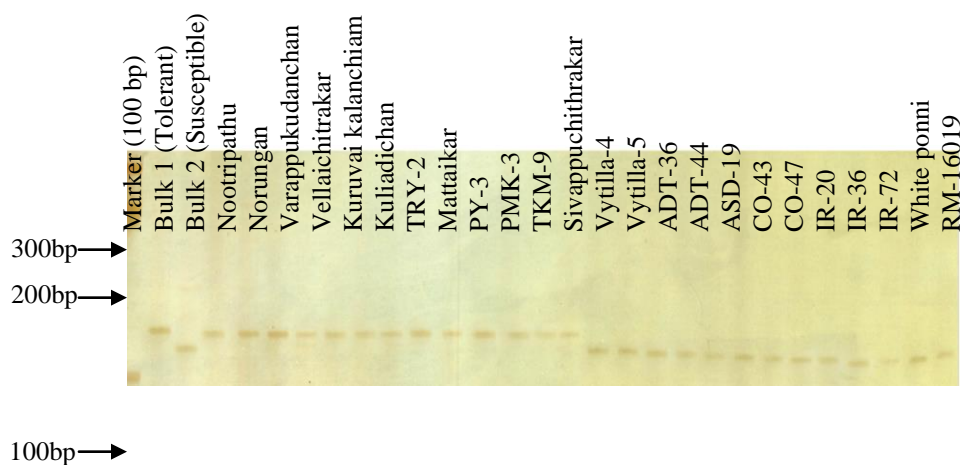 Marker (100 bp)
Bulk 1 (Tolerant)
Bulk 2 (Susceptible)
Nootripathu
Norungan
Varappukudanchan
Vellaichitrakar
Kuruvai kalanchiam
Kuliadichan
TRY-2
Mattaikar
PY-3
PMK-3
TKM-9
Sivappuchithrakar
Vytilla-4
Vytilla-5
ADT-36
ADT-44
ASD-19
CO-43
CO-47
IR-20
IR-36
IR-72
White ponni
RM-16019
300bp
200bp
100bp